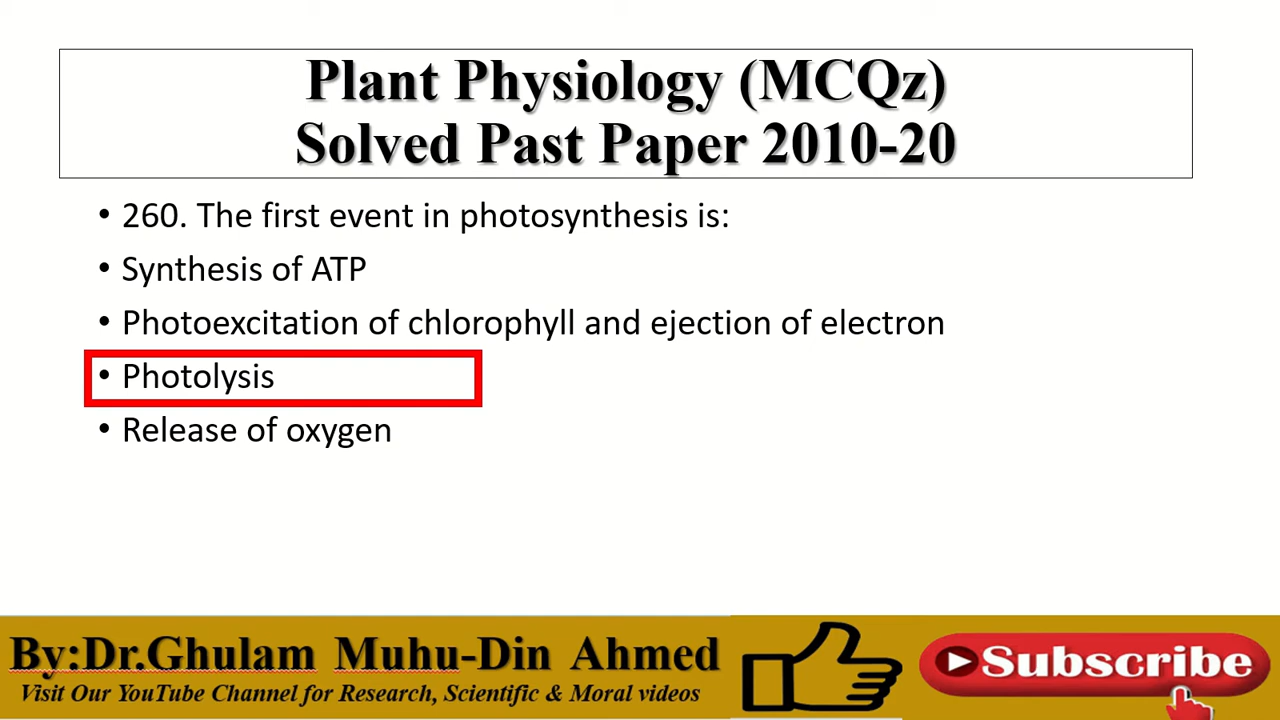 Plant Physiology (MCQz)
Solved Past Paper 2010-20
• 260. The first event in photosynthesis is:
• Synthesis of ATP
• Photoexcitation of chlorophyll and ejection of electron
• Photolysis
• Release of oxygen
By:Dr.Ghulam Muhu-Din Ahmed
Visit Our YouTube Channel for Research, Scientific & Moral videos
Subscribe